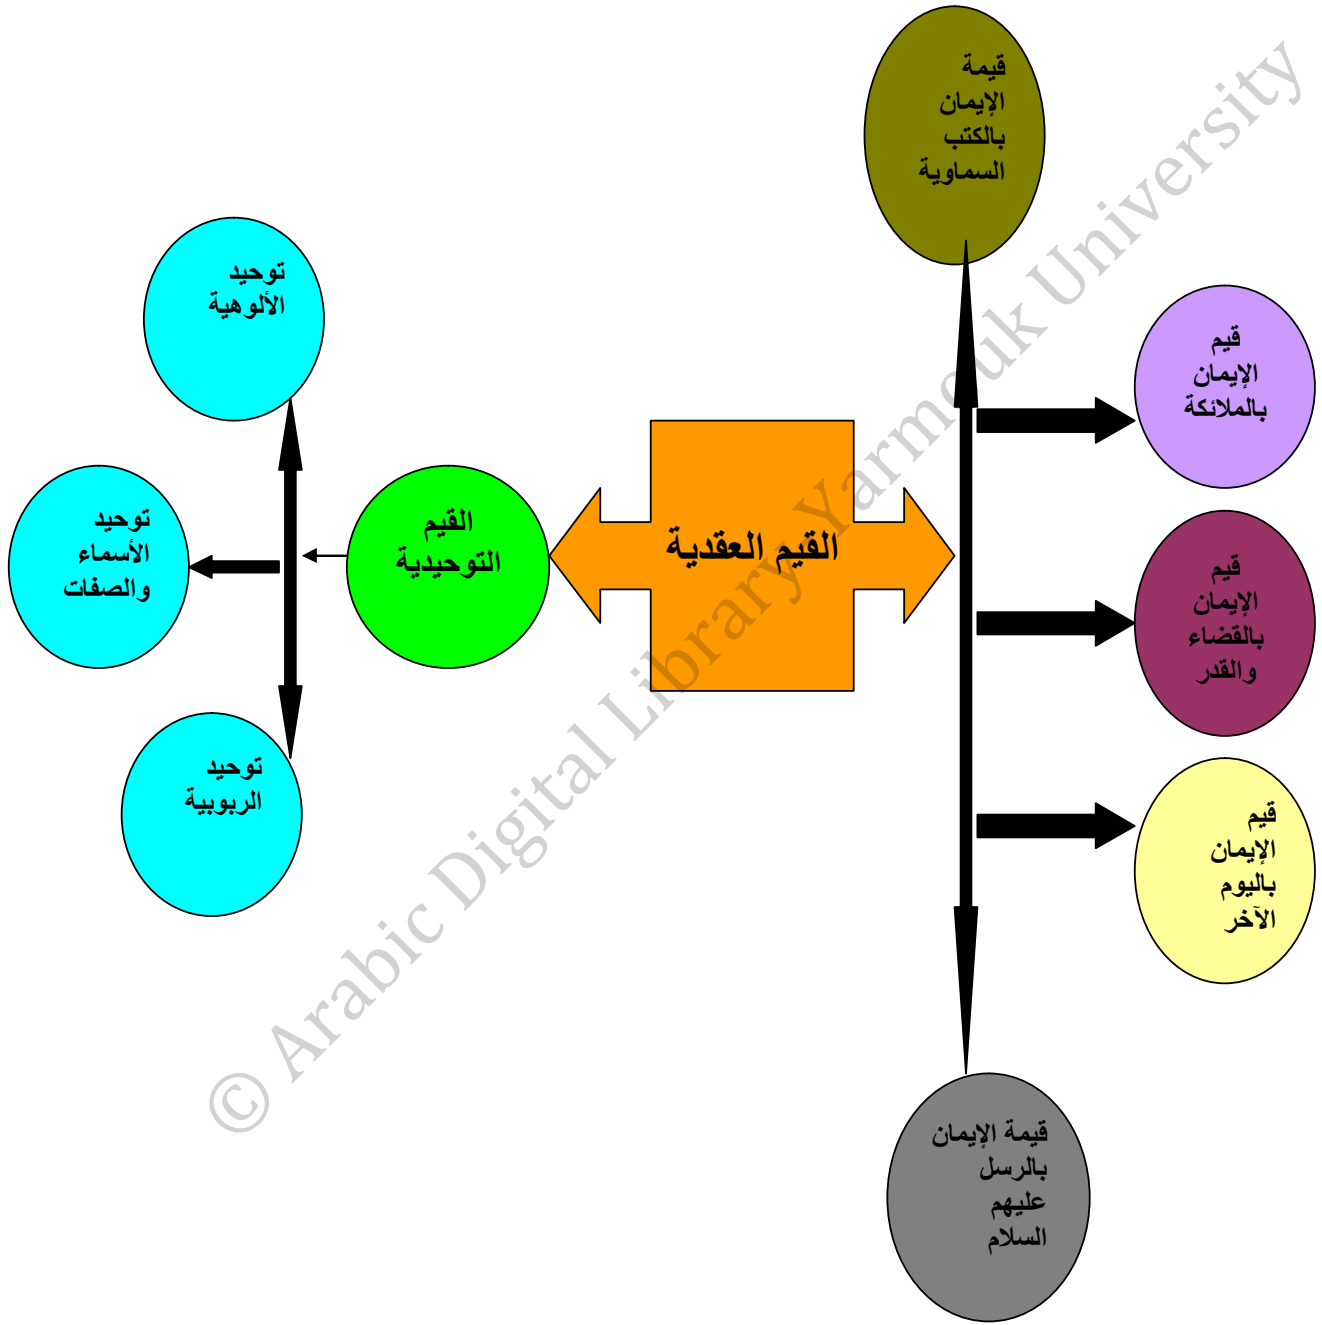 قيمة
الإيمان
بالكتب
السماوية
قيم
الإيمان
بالملائكة
قيم
الإيمان
بالقضاء
والقدر
قيم
الإيمان
باليوم
الآخر
قيمة الإيمان
بالرسل
عليهم
السلام
القيم العقدية
القيم
التوحيدية
توحيد
الألوهية
توحيد
الأسماء
والصفات
توحيد
الربوبية
© Arabic Digital Library Yarmouk University